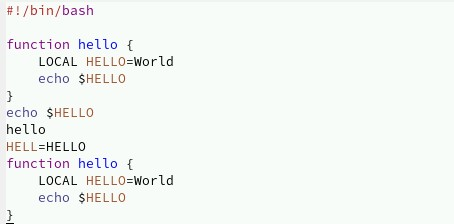 #!/bin/bash
function hello {
LOCAL HELLO=World
echo $HELLO
}
echo $HELLO
hello
HELL=HELLO
function hello {
LOCAL HELLO=World
echo $HELLO
}